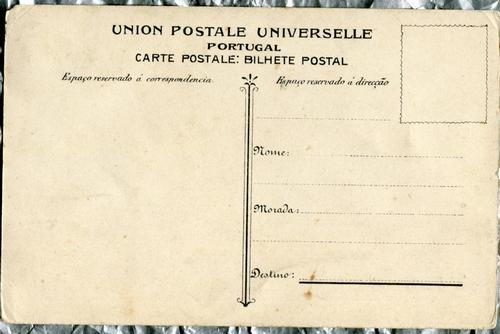 UNION POSTALE UNIVERSELLE
PORTUGAL
CARTE POSTALE: BILHETE POSTAL
Espaço reservado á correspondencia
Espaço reservado á direcção
Nome:
Morada:
Destino: